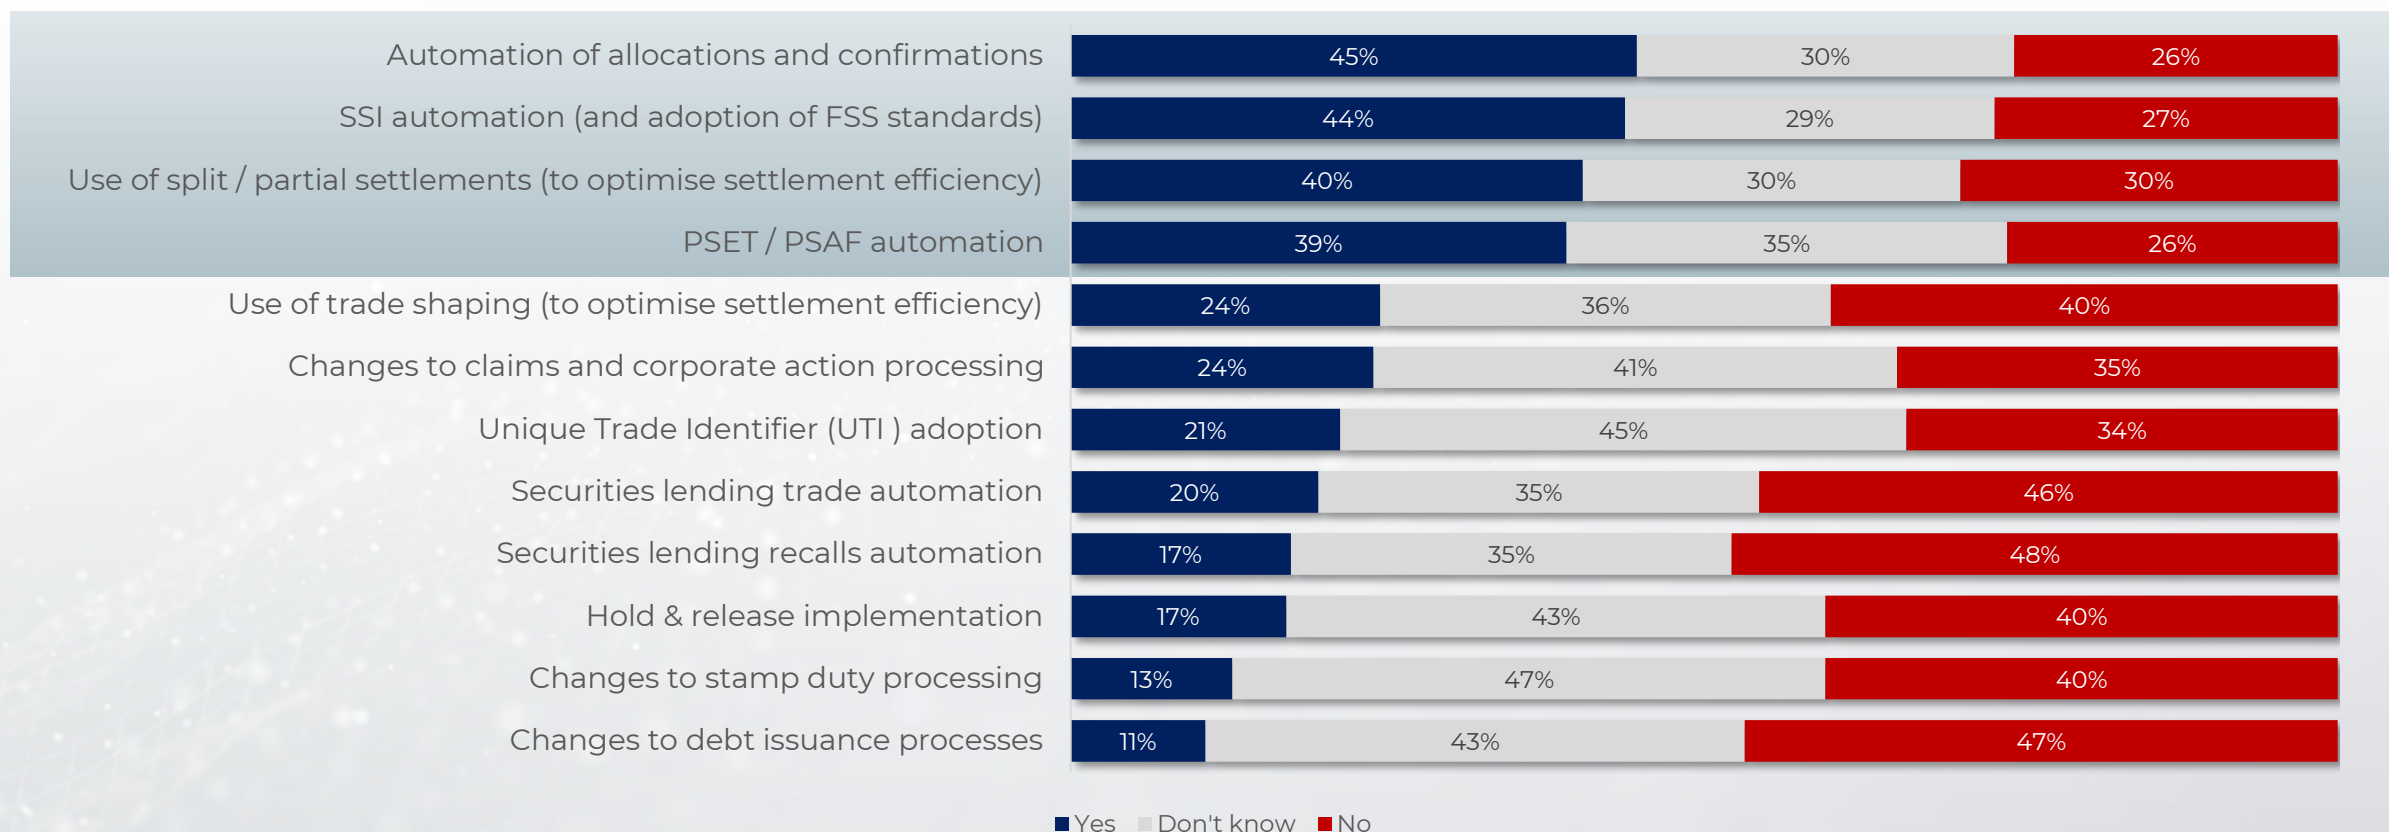 Automation of allocations and confirmations 45% 30% 26%
SSI automation (and adoption of FSS standards) 44% 29% 27%
Use of split / partial settlements (to optimise settlement efficiency) 40% 30% 30%
PSET / PSAF automation 39% 35% 26%
Use of trade shaping (to optimise settlement efficiency) 24% 36% 40%
Changes to claims and corporate action processing 24% 41% 35%
Unique Trade Identifier (UTI ) adoption 21% 45% 34%
Securities lending trade automation 20% 35% 46%
Securities lending recalls automation 17% 35% 48%
Hold & release implementation 17% 43% 40%
Changes to stamp duty processing 13% 47% 40%
Changes to debt issuance processes 11% 43% 47%
Yes Don't know No